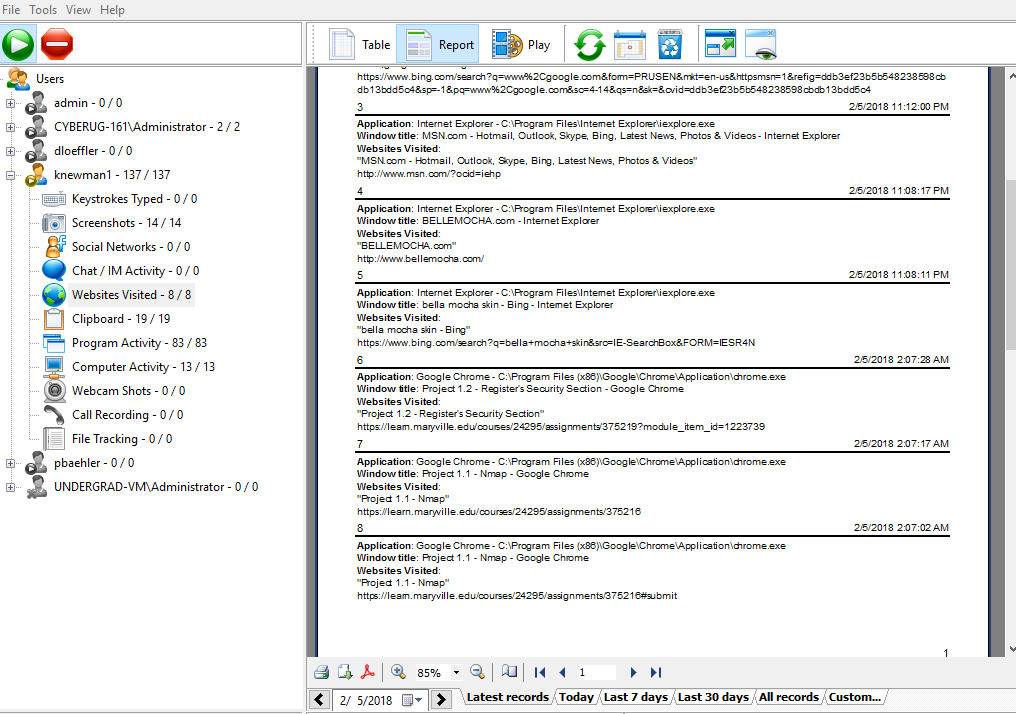 File Tools View Help
Table Report Play
Users
admin - 0 / 0
CYBERUG-161\Administrator - 2 / 2
dloeffler - 0 / 0
knewman1 - 137 / 137
Keystrokes Typed - 0 / 0
Screenshots - 14 / 14
Social Networks - 0 / 0
Chat / IM Activity - 0 / 0
Websites Visited - 8 / 8
Clipboard - 19 / 19
Program Activity - 83 / 83
Computer Activity - 13 / 13
Webcam Shots - 0 / 0
Call Recording - 0 / 0
File Tracking - 0 / 0
pbaehler - 0 / 0
UNDERGRAD-VM\Administrator - 0 / 0
https://www.bing.com/search?q=www%2Cgoogle.com&form=PRUSEN&mkt=en-us&httpsmsn=1&refig=ddb3ef23b5b548238598cb
db13bdd5c4&sp=-1&pq=www%2Cgoogle.com&sc=4-14&qs=n&sk=&cvid=ddb3ef23b5b548238598cbdb13bdd5c4
3 2/5/2018 11:12:00 PM
Application: Internet Explorer - C:\Program Files\Internet Explorer\iexplore.exe
Window title: MSN.com - Hotmail, Outlook, Skype, Bing, Latest News, Photos & Videos - Internet Explorer
Websites Visited:
"MSN.com - Hotmail, Outlook, Skype, Bing, Latest News, Photos & Videos"
http://www.msn.com/?ocid=iehp
4 2/5/2018 11:08:17 PM
Application: Internet Explorer - C:\Program Files\Internet Explorer\iexplore.exe
Window title: BELLEMOCHA.com - Internet Explorer
Websites Visited:
"BELLEMOCHA.com"
http://www.bellemocha.com/
5 2/5/2018 11:08:11 PM
Application: Internet Explorer - C:\Program Files\Internet Explorer\iexplore.exe
Window title: bella mocha skin - Bing - Internet Explorer
Websites Visited:
"bella mocha skin - Bing"
https://www.bing.com/search?q=bella+mocha+skin&src=IE-SearchBox&FORM=IESR4N
6 2/5/2018 2:07:28 AM
Application: Google Chrome - C:\Program Files (x86)\Google\Chrome\Application\chrome.exe
Window title: Project 1.2 - Register's Security Section - Google Chrome
Websites Visited:
"Project 1.2 - Register's Security Section"
https://learn.maryville.edu/courses/24295/assignments/375219?module_item_id=1223739
7 2/5/2018 2:07:17 AM
Application: Google Chrome - C:\Program Files (x86)\Google\Chrome\Application\chrome.exe
Window title: Project 1.1 - Nmap - Google Chrome
Websites Visited:
"Project 1.1 - Nmap"
https://learn.maryville.edu/courses/24295/assignments/375216
8 2/5/2018 2:07:02 AM
Application: Google Chrome - C:\Program Files (x86)\Google\Chrome\Application\chrome.exe
Window title: Project 1.1 - Nmap - Google Chrome
Websites Visited:
"Project 1.1 - Nmap"
https://learn.maryville.edu/courses/24295/assignments/375216#submit
1
85% 1
2/ 5/2018 Latest records Today Last 7 days Last 30 days All records Custom...